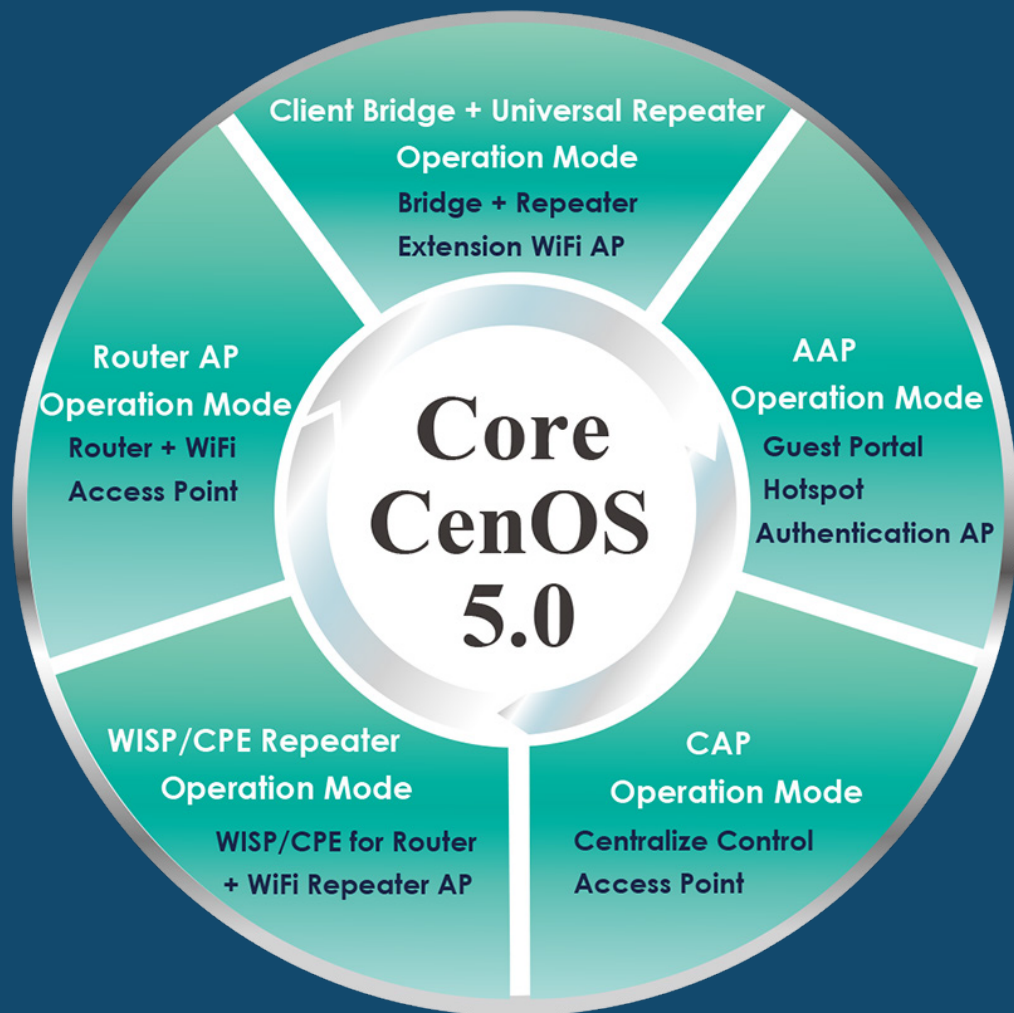 Client Bridge + Universal Repeater
Operation Mode
Bridge + Repeater
Extension WiFi AP
AAP
Operation Mode
Guest Portal
Hotspot
Authentication AP
CAP
Operation Mode
Centralize Control
Access Point
WISP/CPE Repeater
Operation Mode
WISP/CPE for Router
+ WiFi Repeater AP
Router AP
Operation Mode
Router + WiFi
Access Point
Core
CenOS
5.0